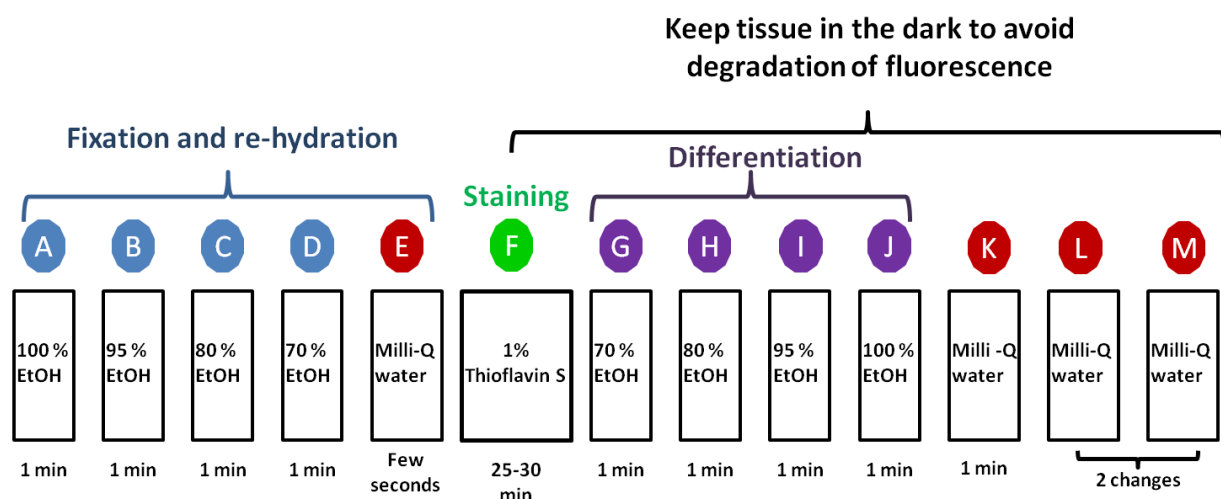 Keep tissue in the dark to avoid
degradation of fluorescence
Fixation and re-hydration
Differentiation
Staining
A B C D E F G H I J K L M
100 % EtOH
95 % EtOH
80 % EtOH
70 % EtOH
Milli-Q water
1% Thioflavin S
70 % EtOH
80 % EtOH
95 % EtOH
100 % EtOH
Milli -Q water
Milli-Q water
Milli-Q water
1 min
1 min
1 min
1 min
Few seconds
25-30 min
1 min
1 min
1 min
1 min
1 min
2 changes